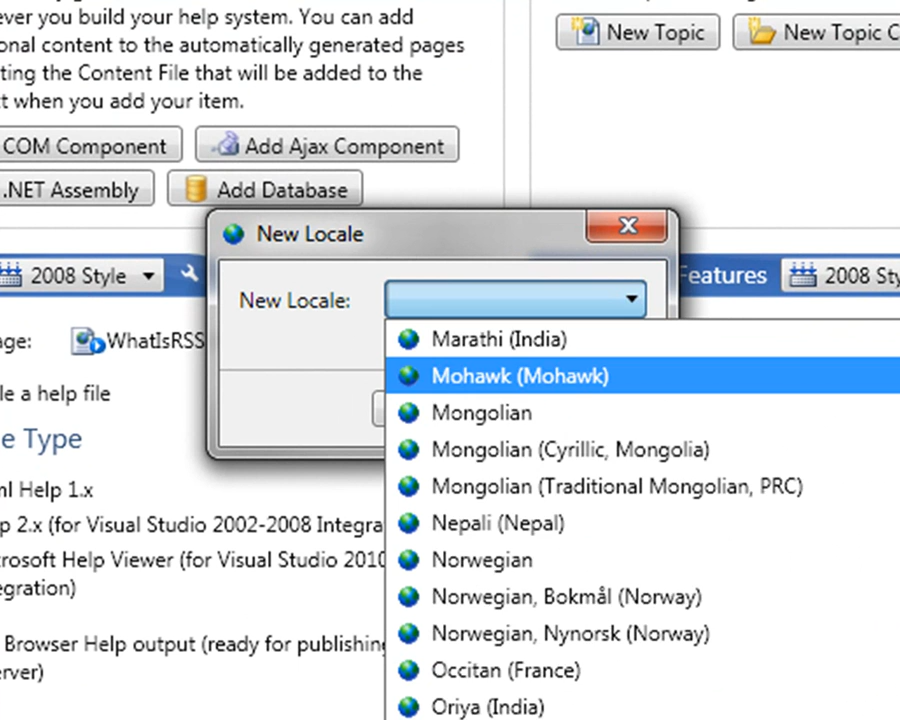 ever you build your help system. You can add
onal content to the automatically generated pages
ting the Content File that will be added to the
t when you add your item.
COM Component
Add Ajax Component
.NET Assembly
Add Database
New Topic
New Topic C
2008 Style
Features
2008 Sty
New Locale
New Locale:
age:
WhatIsRSS
le a help file
e Type
ml Help 1.x
p 2.x (for Visual Studio 2002-2008 Integra
rosoft Help Viewer (for Visual Studio 2010
egration)
Browser Help output (ready for publishing
erver)
Marathi (India)
Mohawk (Mohawk)
Mongolian
Mongolian (Cyrillic, Mongolia)
Mongolian (Traditional Mongolian, PRC)
Nepali (Nepal)
Norwegian
Norwegian, Bokmål (Norway)
Norwegian, Nynorsk (Norway)
Occitan (France)
Oriya (India)